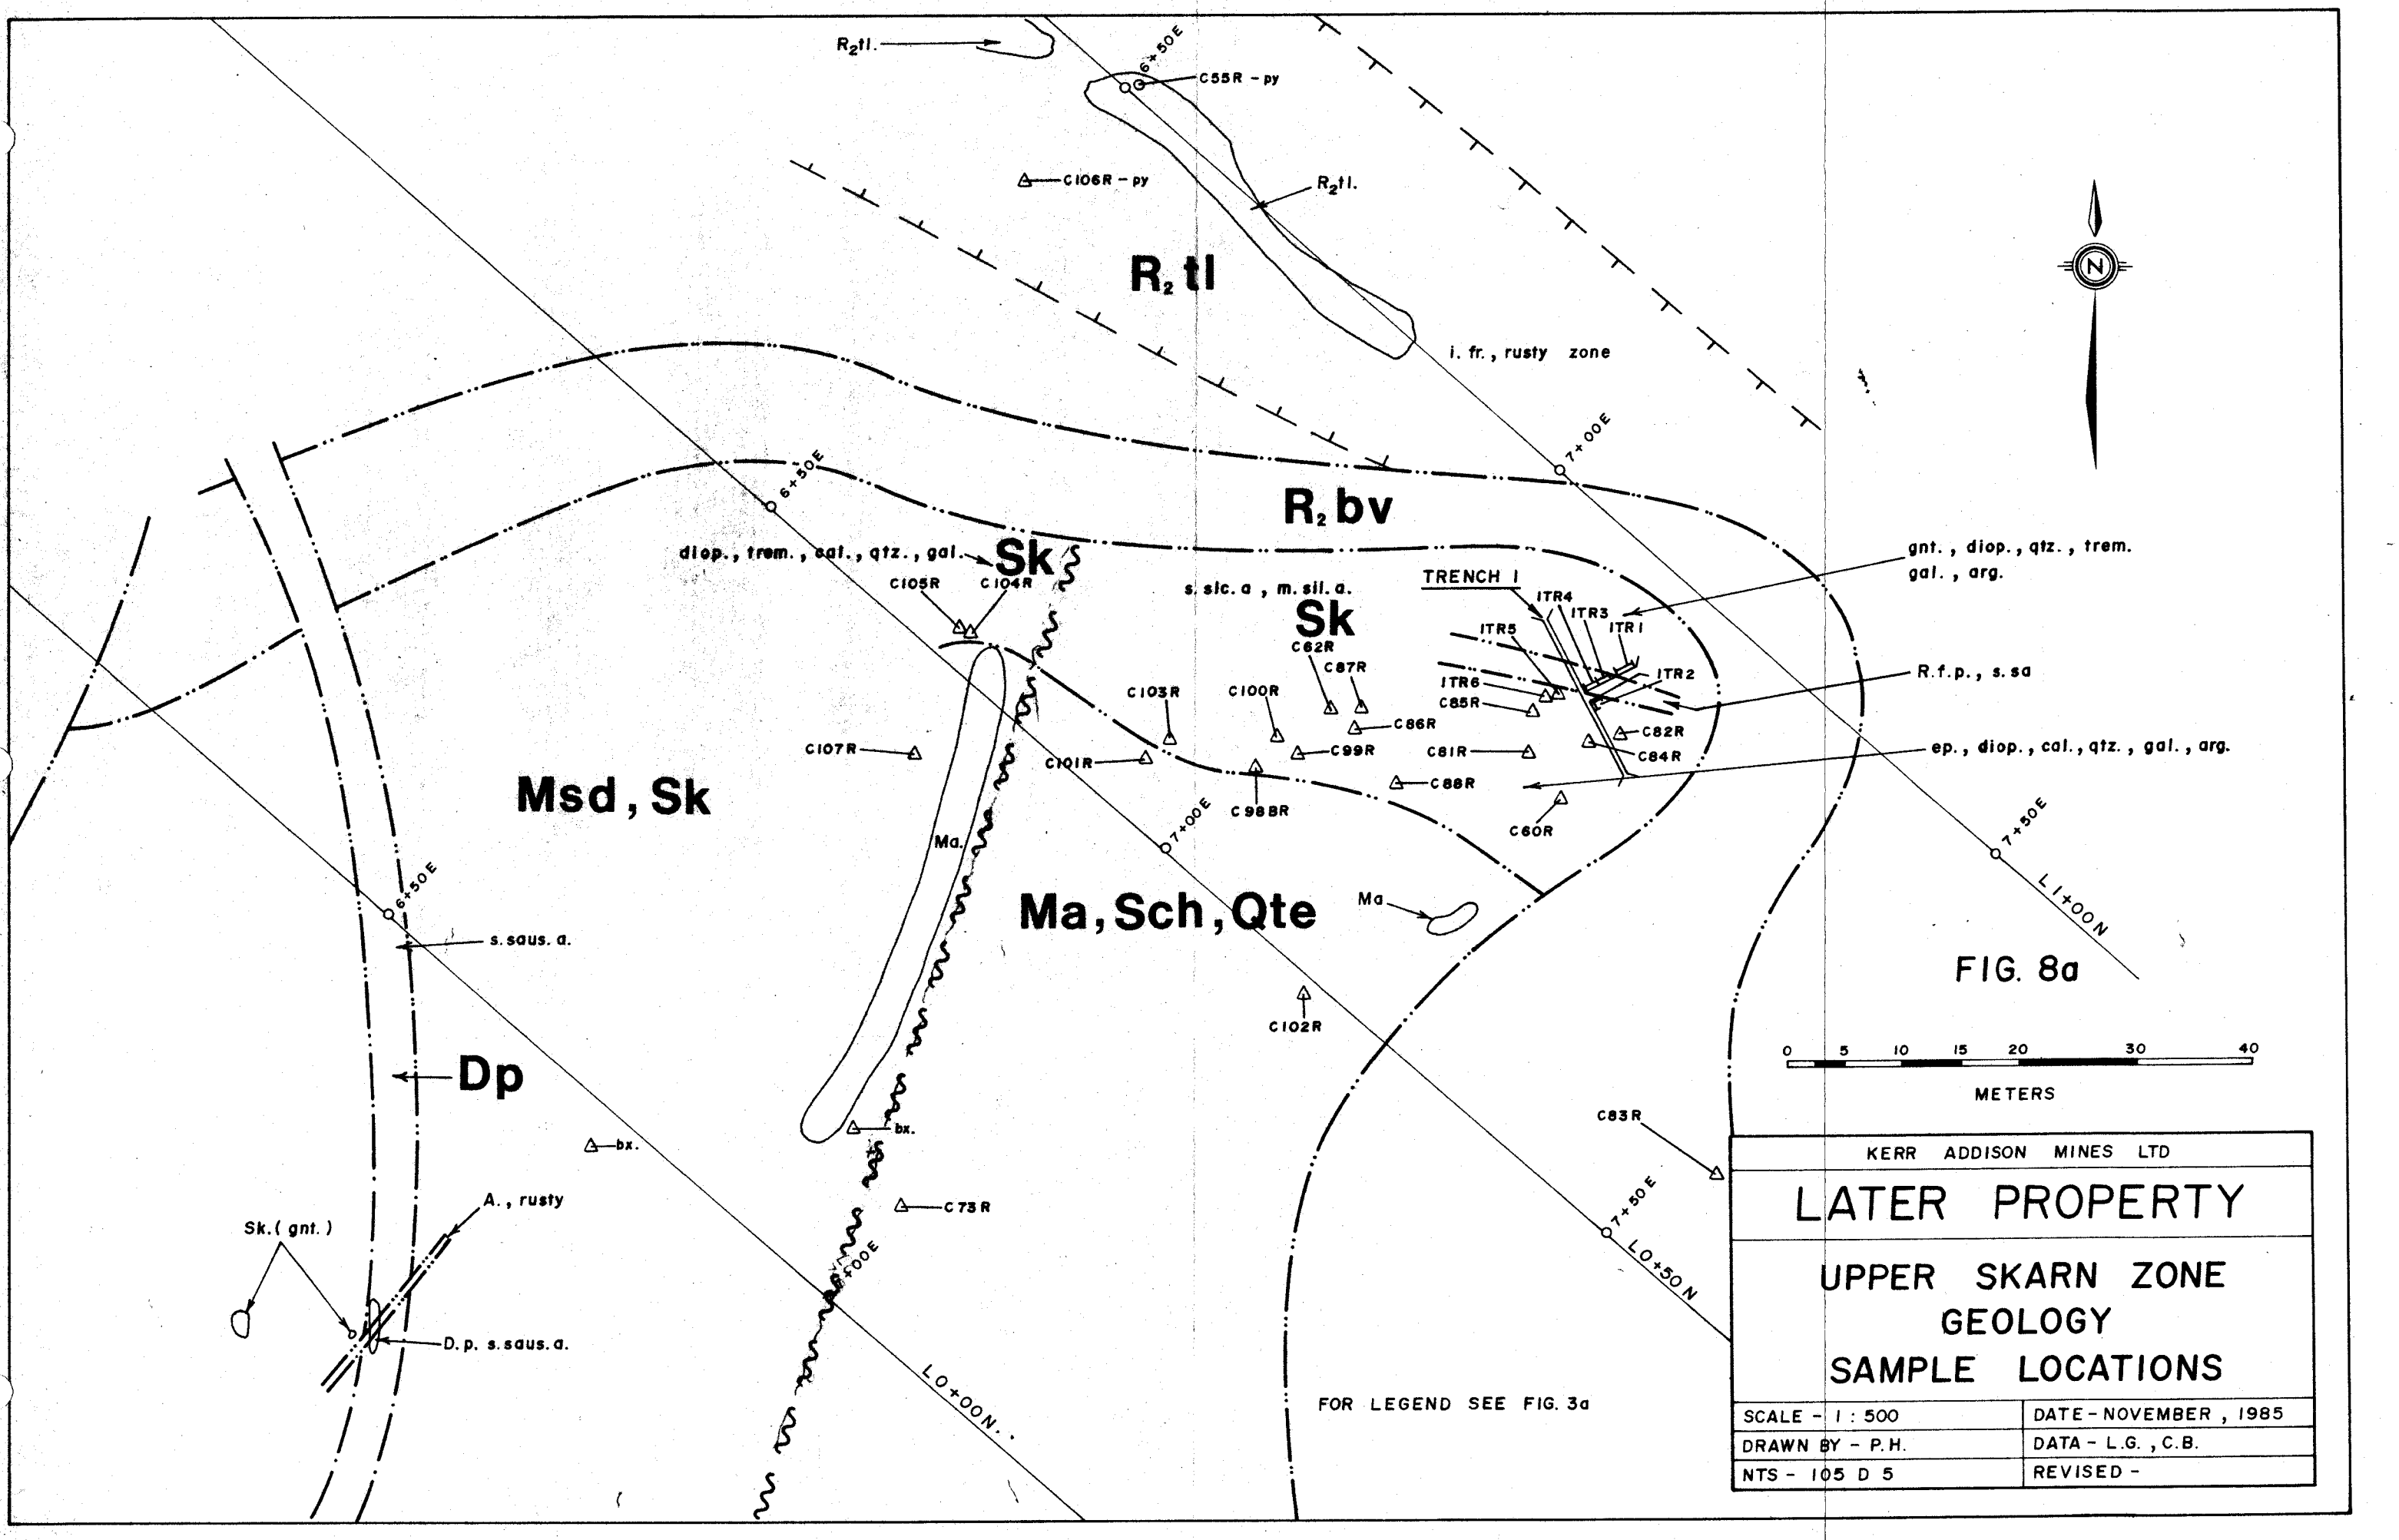 R2tl.
6+50E
C55R - py
C106R - py
R2tl.
R2tl
i. fr., rusty zone
N
7+00E
6+50E
R2bv
diop., trem., cal., qtz., gal.
Sk
C105R
C104R
s. sic. a , m. sil. a.
Sk
TRENCH 1
gnt. , diop. , qtz. , trem.
gal. , arg.
ITR4
ITR3
ITR1
ITR5
C62R
C87R
ITR2
R.f.p. , s. sa
ITR6
C103R
C100R
C85R
C86R
C82R
C107R
C101R
C99R
C81R
C84R
ep., diop., cal., qtz., gal., arg.
Msd, Sk
C88R
C98BR
C60R
7+00E
7+50E
Ma.
6+50E
Ma, Sch, Qte
Ma
L1+00N
s. saus. a.
FIG. 8a
C102R
0 5 10 15 20 30 40
METERS
Dp
C83R
bx.
bx.
A., rusty
C73R
Sk. ( gnt. )
7+50E
L0+50N
D.p. s.saus. a.
L0+00N
FOR LEGEND SEE FIG. 3a
KERR ADDISON MINES LTD
LATER PROPERTY
UPPER SKARN ZONE
GEOLOGY
SAMPLE LOCATIONS
SCALE - 1 : 500
DATE - NOVEMBER , 1985
DRAWN BY - P.H.
DATA - L.G. , C.B.
NTS - 105 D 5
REVISED -